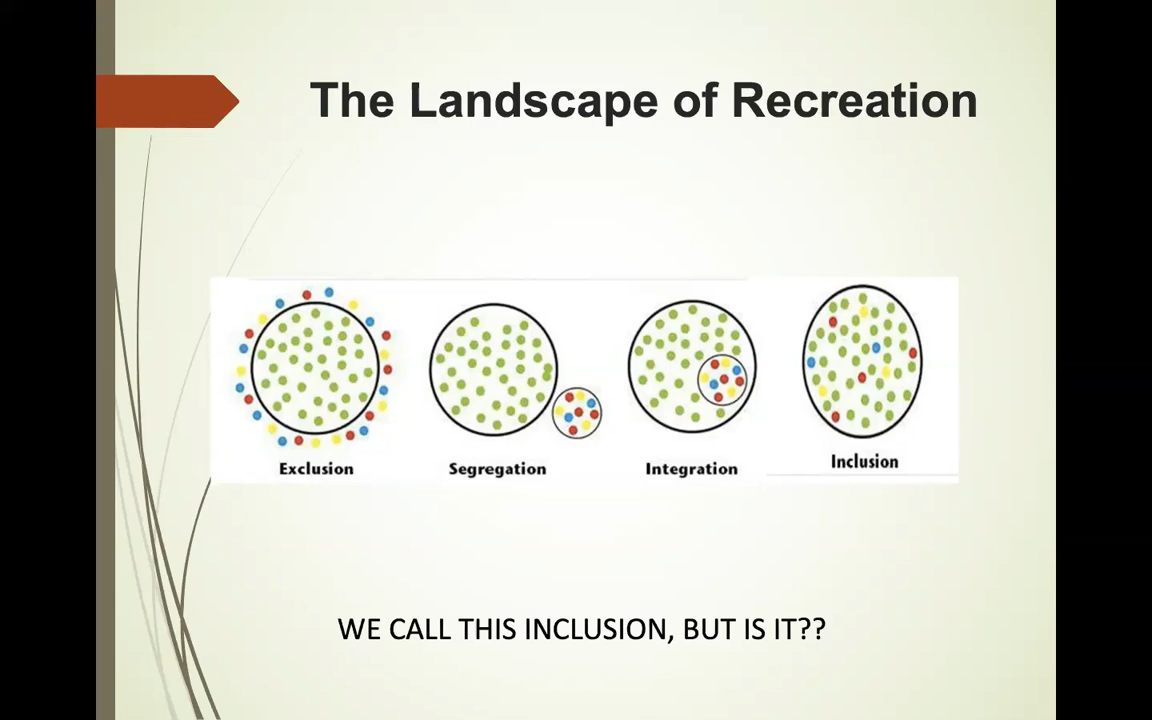 The Landscape of Recreation
Exclusion
Segregation
Integration
Inclusion
WE CALL THIS INCLUSION, BUT IS IT??